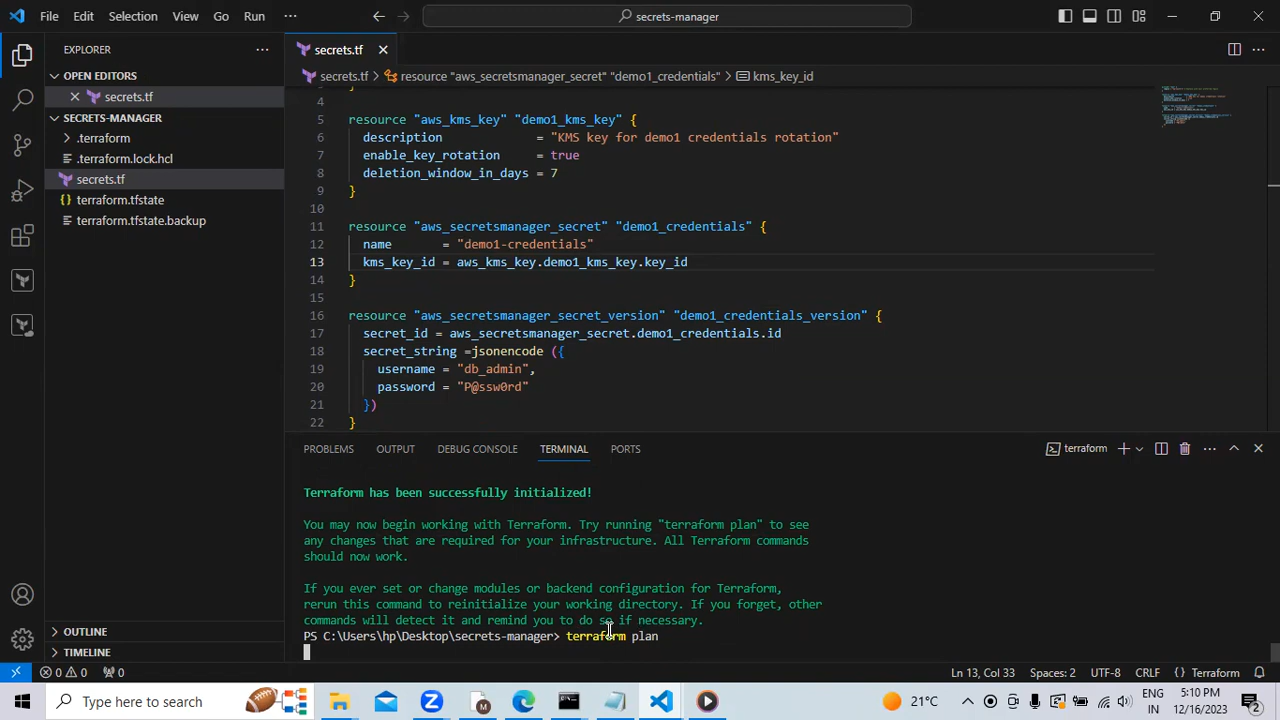 File Edit Selection View Go Run ···
secrets-manager
EXPLORER
OPEN EDITORS
secrets.tf
SECRETS-MANAGER
.terraform
.terraform.lock.hcl
secrets.tf
terraform.tfstate
terraform.tfstate.backup
OUTLINE
TIMELINE
secrets.tf
secrets.tf > resource "aws_secretsmanager_secret" "demo1_credentials" > kms_key_id
4
5 resource "aws_kms_key" "demo1_kms_key" {
6 description = "KMS key for demo1 credentials rotation"
7 enable_key_rotation = true
8 deletion_window_in_days = 7
9 }
10
11 resource "aws_secretsmanager_secret" "demo1_credentials" {
12 name = "demo1-credentials"
13 kms_key_id = aws_kms_key.demo1_kms_key.key_id
14 }
15
16 resource "aws_secretsmanager_secret_version" "demo1_credentials_version" {
17 secret_id = aws_secretsmanager_secret.demo1_credentials.id
18 secret_string =jsonencode ({
19 username = "db_admin",
20 password = "P@ssw0rd"
21 })
22 }
PROBLEMS OUTPUT DEBUG CONSOLE TERMINAL PORTS
terraform
Terraform has been successfully initialized!
You may now begin working with Terraform. Try running "terraform plan" to see
any changes that are required for your infrastructure. All Terraform commands
should now work.
If you ever set or change modules or backend configuration for Terraform,
rerun this command to reinitialize your working directory. If you forget, other
commands will detect it and remind you to do so if necessary.
PS C:\Users\hp\Desktop\secrets-manager> terraform plan
0 0 0
Ln 13, Col 33 Spaces: 2 UTF-8 CRLF {} Terraform
Type here to search
21°C
ENG
IN
5:10 PM
12/16/2023
2